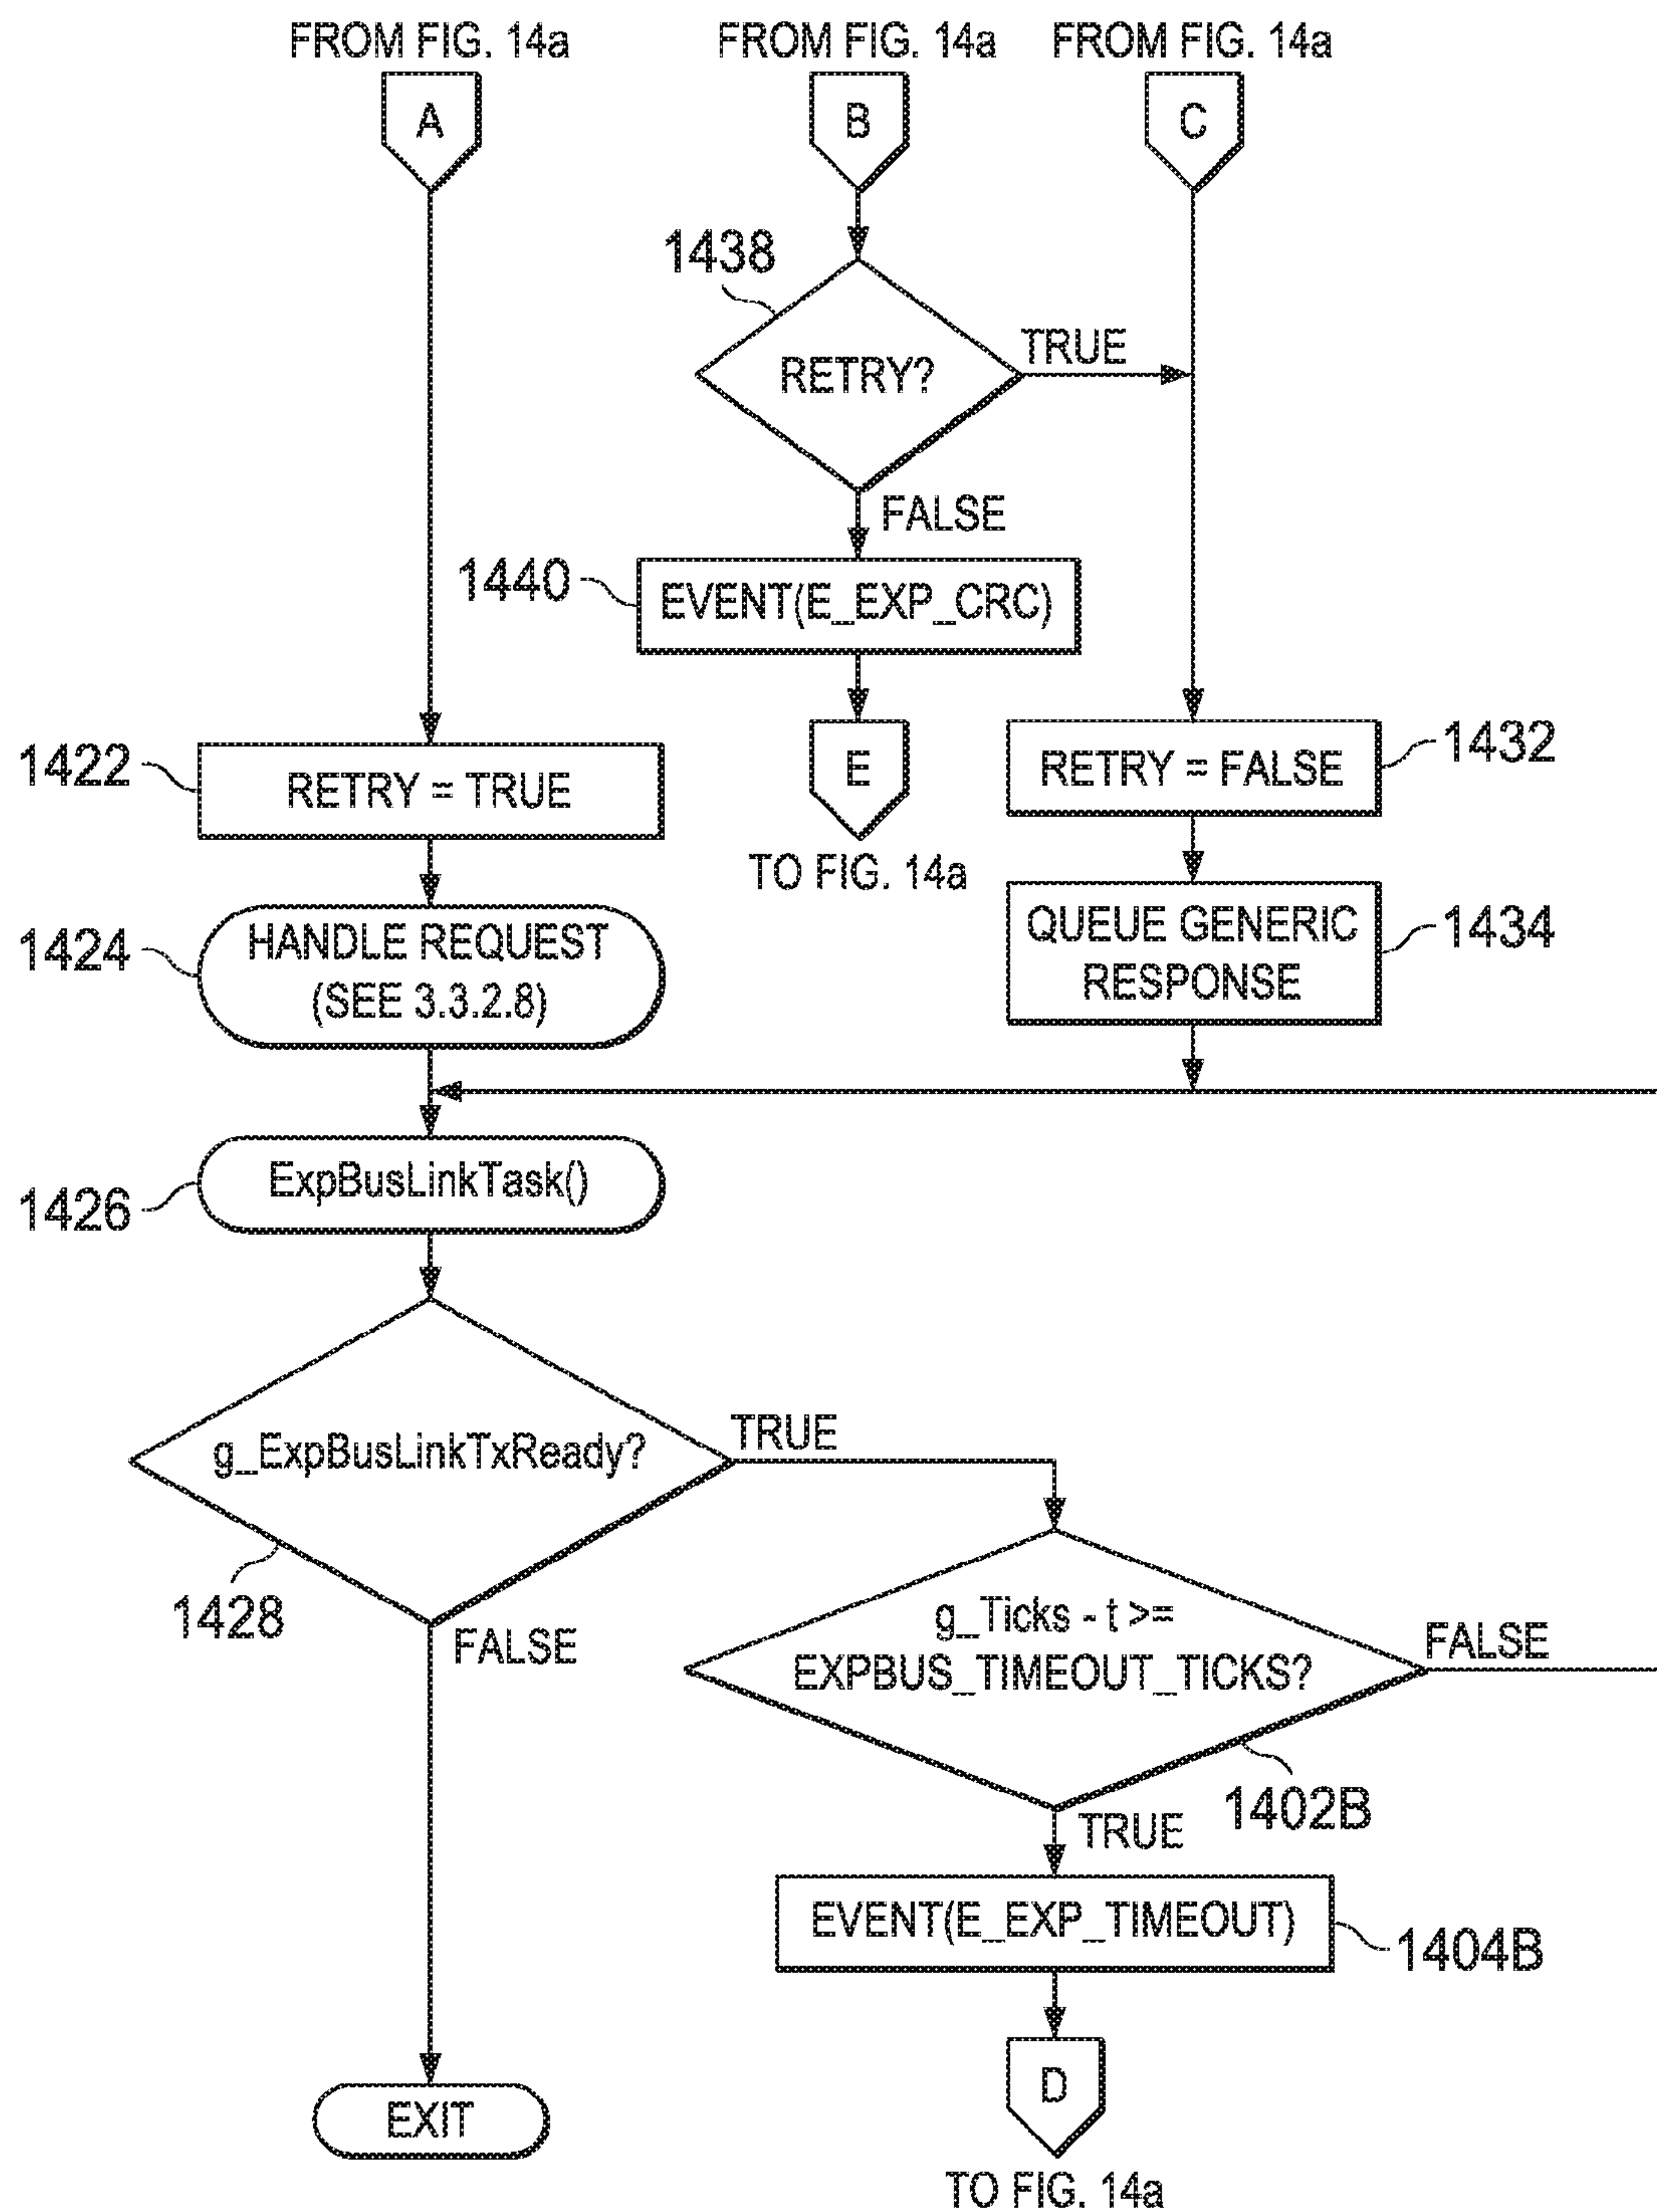 FROM FIG. 14a
FROM FIG. 14a
FROM FIG. 14a
A
B
C
1438
RETRY?
TRUE
FALSE
1440
EVENT(E_EXP_CRC)
1422
RETRY = TRUE
E
TO FIG. 14a
RETRY = FALSE
1432
1424
HANDLE REQUEST
(SEE 3.3.2.8)
QUEUE GENERIC
RESPONSE
1434
1426
ExpBusLinkTask()
g_ExpBusLinkTxReady?
TRUE
1428
FALSE
g_Ticks - t >=
EXPBUS_TIMEOUT_TICKS?
FALSE
1402B
TRUE
EVENT(E_EXP_TIMEOUT)
1404B
EXIT
D
TO FIG. 14a